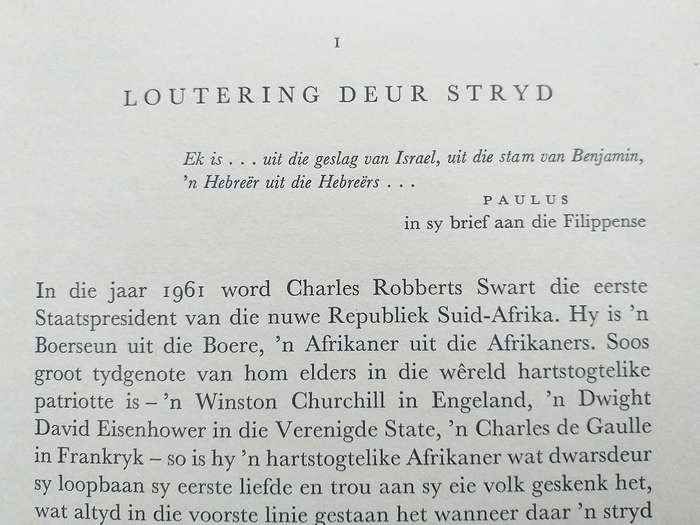 I
LOUTERING DEUR STRYD
Ek is . . . uit die geslag van Israel, uit die stam van Benjamin,
'n Hebreër uit die Hebreërs . . .
PAULUS
in sy brief aan die Filippense
In die jaar 1961 word Charles Robberts Swart die eerste
Staatspresident van die nuwe Republiek Suid-Afrika. Hy is 'n
Boerseun uit die Boere, 'n Afrikaner uit die Afrikaners. Soos
groot tydgenote van hom elders in die wêreld hartstogtelike
patriotte is – 'n Winston Churchill in Engeland, 'n Dwight
David Eisenhower in die Verenigde State, 'n Charles de Gaulle
in Frankryk – so is hy 'n hartstogtelike Afrikaner wat dwarsdeur
sy loopbaan sy eerste liefde en trou aan sy eie volk geskenk het,
wat altyd in die voorste linie gestaan het wanneer daar 'n stryd